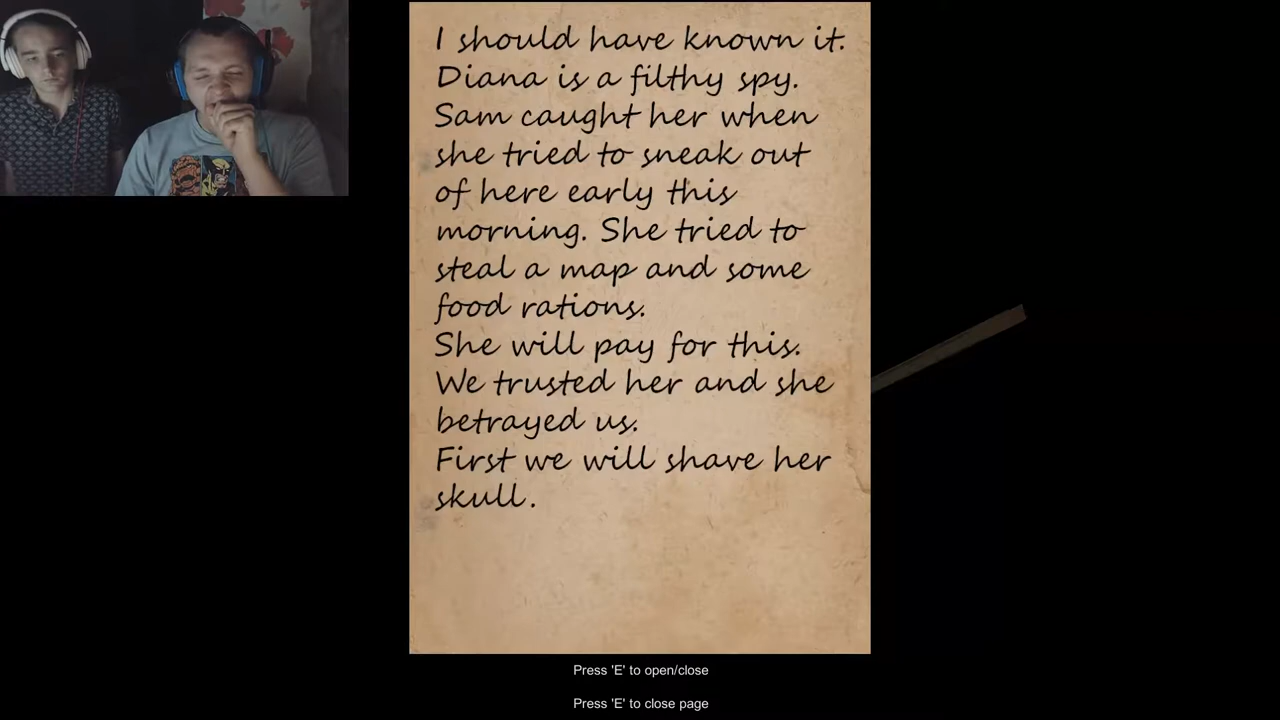 I should have known it.
Diana is a filthy spy.
Sam caught her when
she tried to sneak out
of here early this
morning. She tried to
steal a map and some
food rations.
She will pay for this.
We trusted her and she
betrayed us.
First we will shave her
skull.
Press 'E' to open/close
Press 'E' to close page